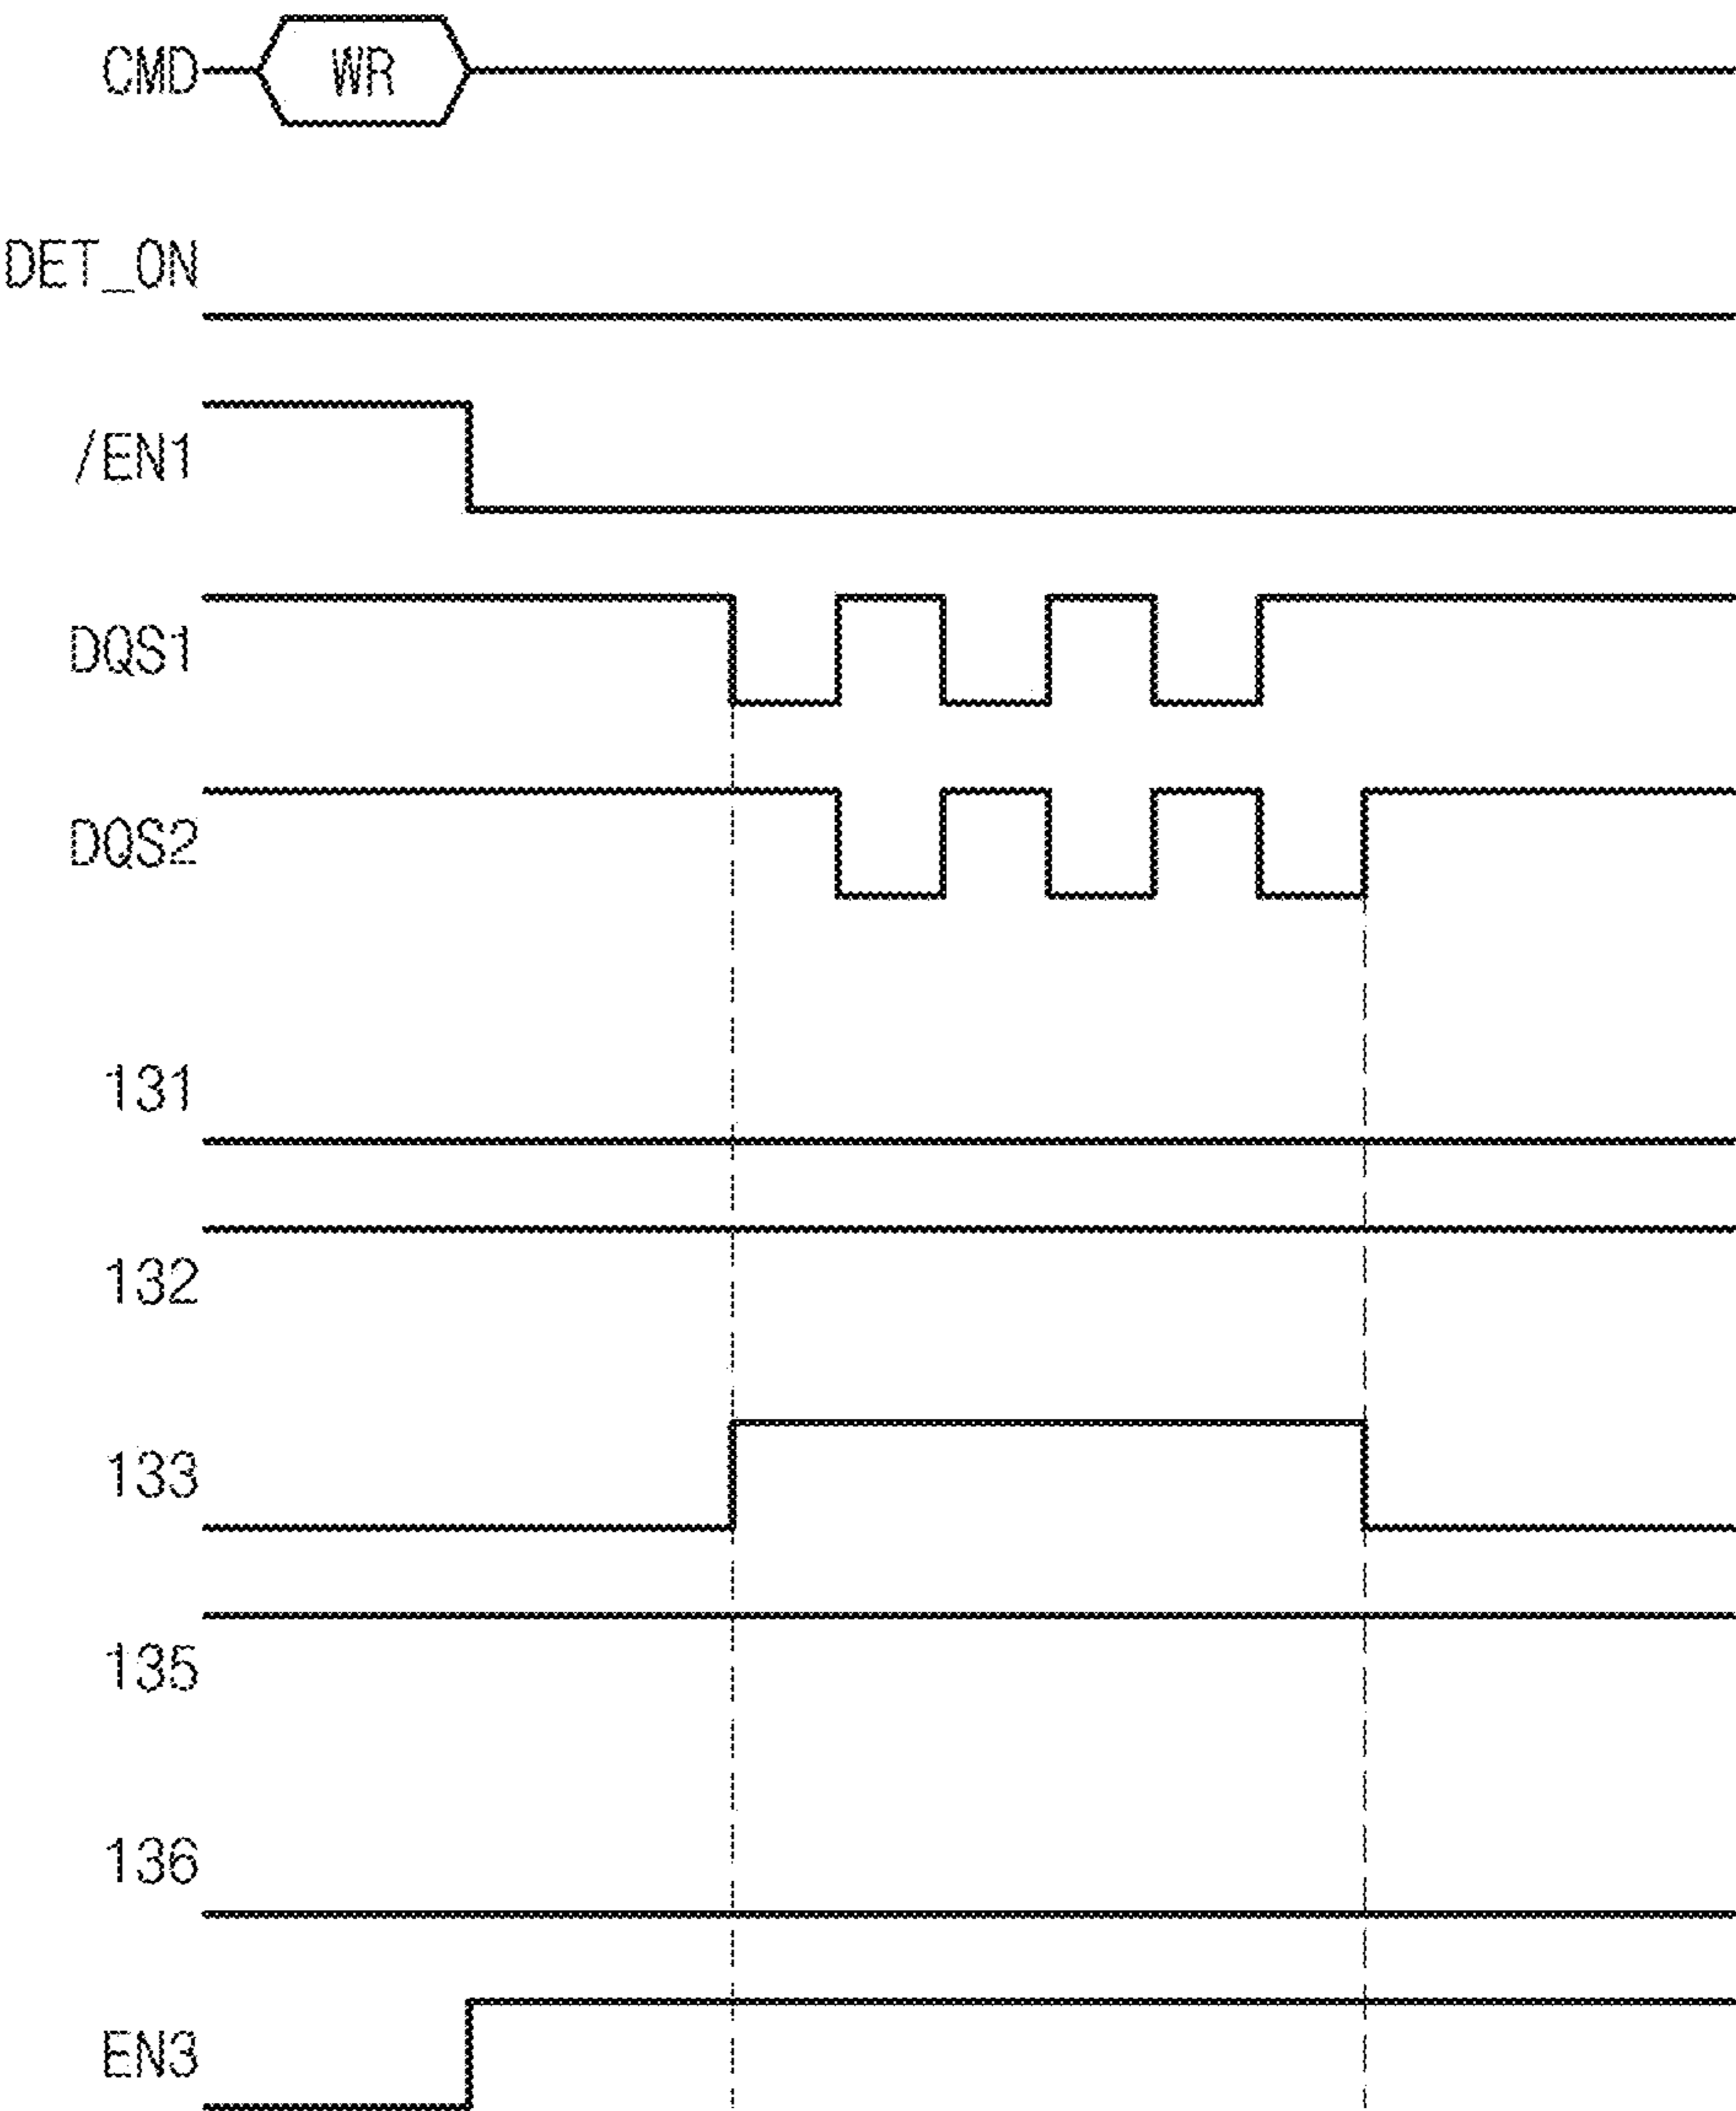 CMD WR
DET_ON
/EN1
DQS1
DQS2
131
132
133
135
136
EN3